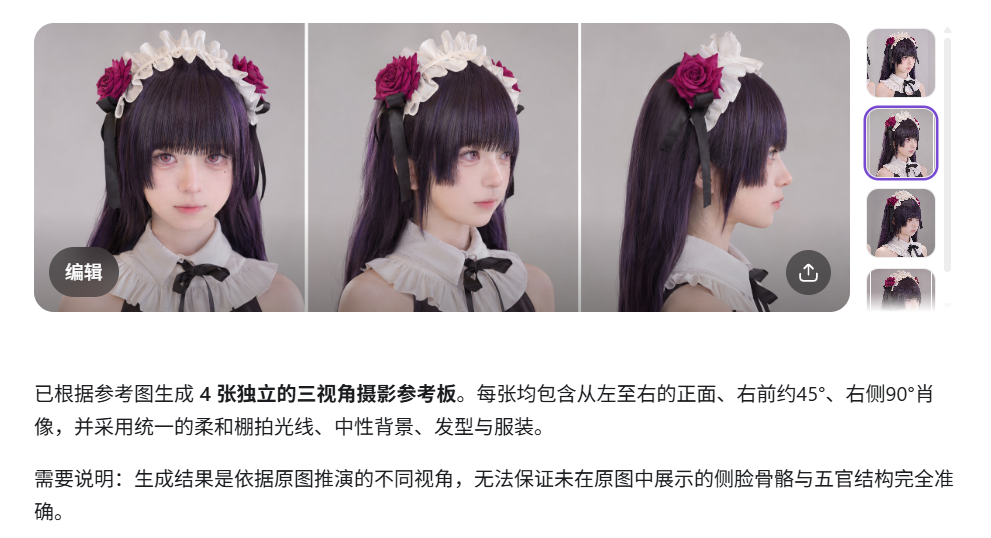 编辑
已根据参考图生成 4 张独立的三视角摄影参考板。每张均包含从左至右的正面、右前约45°、右侧90°肖
像，并采用统一的柔和棚拍光线、中性背景、发型与服装。
需要说明：生成结果是依据原图推演的不同视角，无法保证未在原图中展示的侧脸骨骼与五官结构完全准
确。